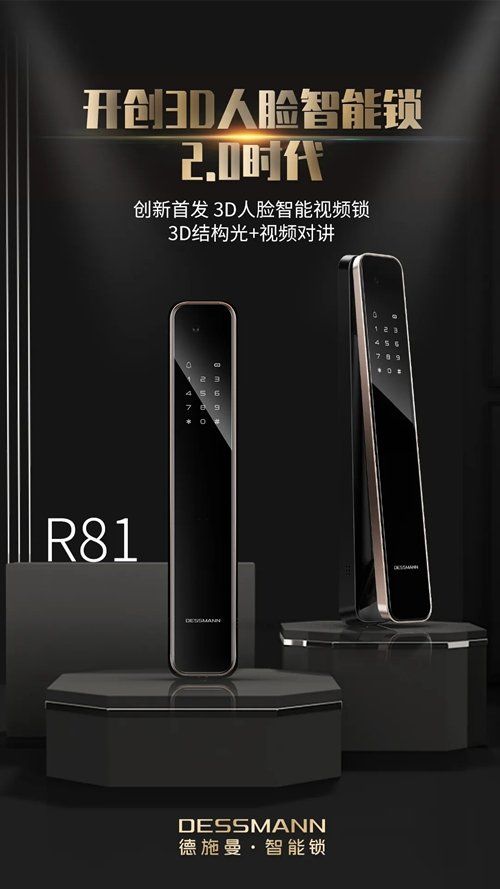 开创3D人脸智能锁
2.0时代
创新首发 3D人脸智能视频锁
3D结构光+视频对讲
1 2 3
4 5 6
7 8 9
* 0 #
1 2 3
4 5 6
7 8 9
* 0 #
R81
DESSMANN
DESSMANN
DESSMANN
德施曼·智能锁